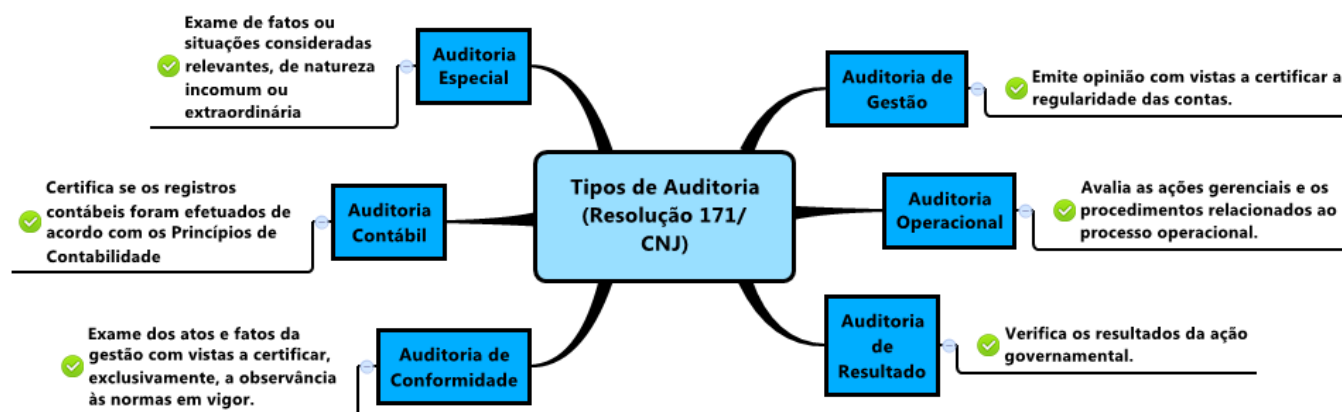 Tipos de Auditoria
(Resolução 171/
CNJ)
Auditoria
Especial
Exame de fatos ou
situações consideradas
relevantes, de natureza
incomum ou
extraordinária
Auditoria
Contábil
Certifica se os registros
contábeis foram efetuados de
acordo com os Princípios de
Contabilidade
Auditoria de
Conformidade
Exame dos atos e fatos da
gestão com vistas a certificar,
exclusivamente, a observância
às normas em vigor.
Auditoria de
Gestão
Emite opinião com vistas a certificar a
regularidade das contas.
Auditoria
Operacional
Avalia as ações gerenciais e os
procedimentos relacionados ao
processo operacional.
Auditoria
de
Resultado
Verifica os resultados da ação
governamental.